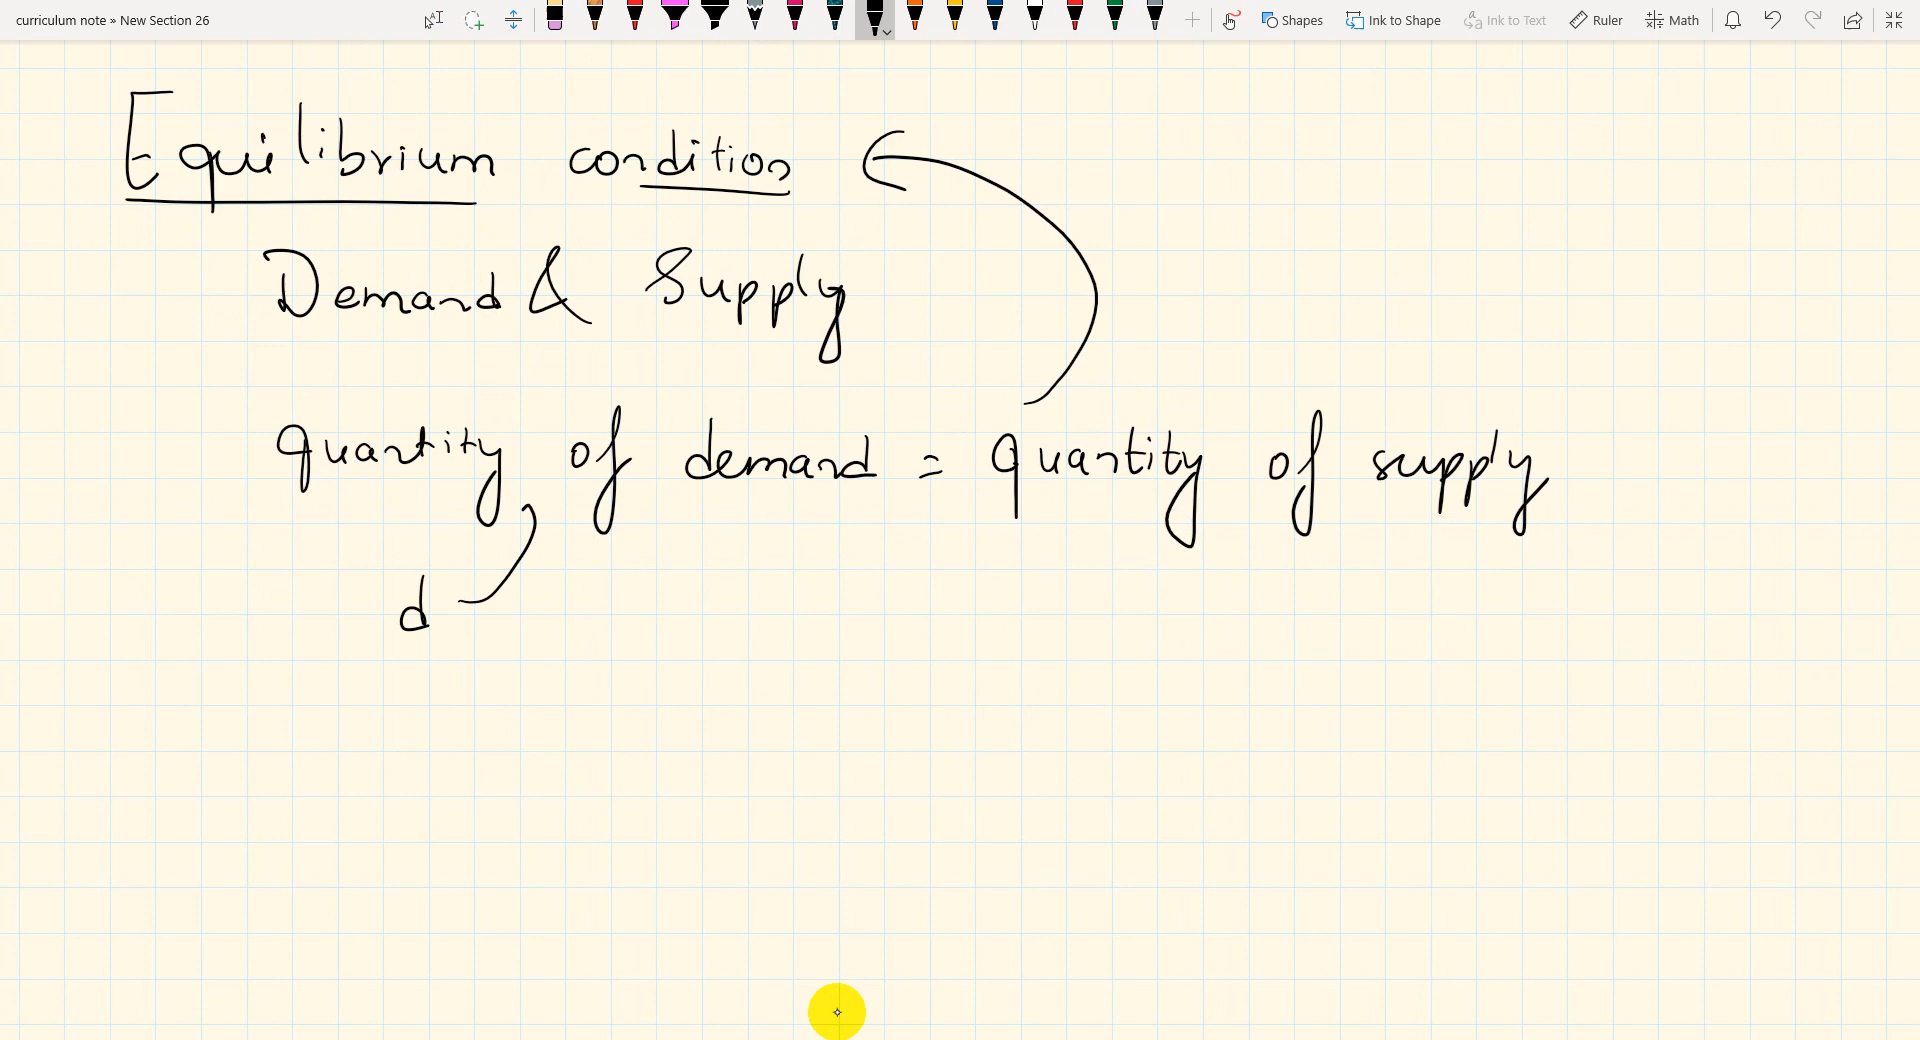 curriculum note » New Section 26
Shapes Ink to Shape Ink to Text Ruler Math
Equilibrium condition
Demand & Supply
quantity of demand = quantity of supply
d